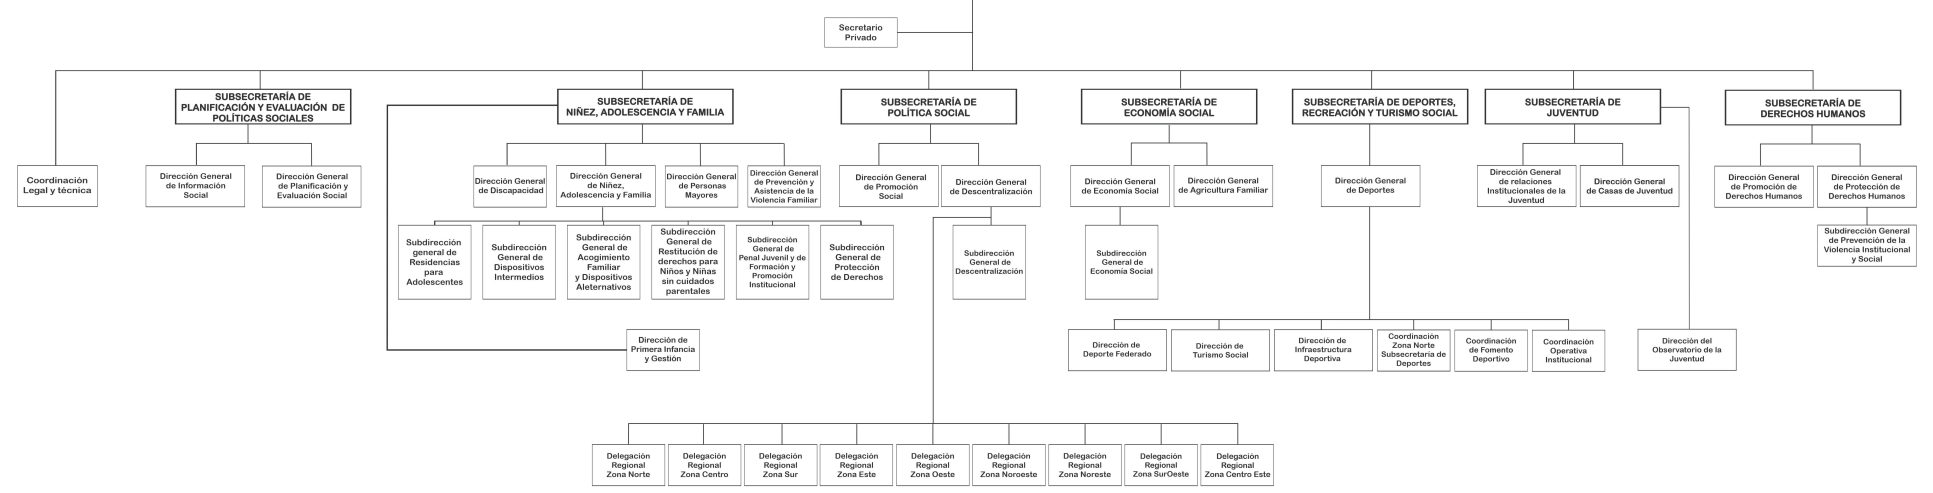 Secretario
Privado
SUBSECRETARÍA DE
PLANIFICACIÓN Y EVALUACIÓN DE
POLÍTICAS SOCIALES
SUBSECRETARÍA DE
NIÑEZ, ADOLESCENCIA Y FAMILIA
SUBSECRETARÍA DE
POLÍTICA SOCIAL
SUBSECRETARÍA DE
ECONOMÍA SOCIAL
SUBSECRETARÍA DE DEPORTES,
RECREACIÓN Y TURISMO SOCIAL
SUBSECRETARÍA DE
JUVENTUD
SUBSECRETARÍA DE
DERECHOS HUMANOS
Coordinación
Legal y técnica
Dirección General
de Información
Social
Dirección General
de Planificación y
Evaluación Social
Dirección General
de Discapacidad
Dirección General
de Niñez,
Adolescencia y Familia
Dirección General
de Personas
Mayores
Dirección General
de Prevención y
Asistencia de la
Violencia Familiar
Dirección General
de Promoción
Social
Dirección General
de Descentralización
Dirección General
de Economía Social
Dirección General
de Agricultura Familiar
Dirección General
de Deportes
Dirección General
de relaciones
Institucionales de la
Juventud
Dirección General
de Casas de Juventud
Dirección General
de Promoción de
Derechos Humanos
Dirección General
de Protección de
Derechos Humanos
Subdirección
general de
Residencias
para
Adolescentes
Subdirección
General de
Dispositivos
Intermedios
Subdirección
General de
Acogimiento
Familiar
y Dispositivos
Aleternativos
Subdirección
General de
Restitución de
derechos para
Niños y Niñas
sin cuidados
parentales
Subdirección
General de
Penal Juvenil y de
Formación y
Promoción
Institucional
Subdirección
General de
Protección
de Derechos
Subdirección
General de
Descentralización
Subdirección
General de
Economía Social
Subdirección General
de Prevención de la
Violencia Institucional
y Social
Dirección de
Primera Infancia
y Gestión
Dirección de
Deporte Federado
Dirección de
Turismo Social
Dirección de
Infraestructura
Deportiva
Coordinación
Zona Norte
Subsecretaría de
Deportes
Coordinación
de Fomento
Deportivo
Coordinación
Operativa
Institucional
Dirección del
Observatorio de la
Juventud
Delegación
Regional
Zona Norte
Delegación
Regional
Zona Centro
Delegación
Regional
Zona Sur
Delegación
Regional
Zona Este
Delegación
Regional
Zona Oeste
Delegación
Regional
Zona Noroeste
Delegación
Regional
Zona Noreste
Delegación
Regional
Zona SurOeste
Delegación
Regional
Zona Centro Este